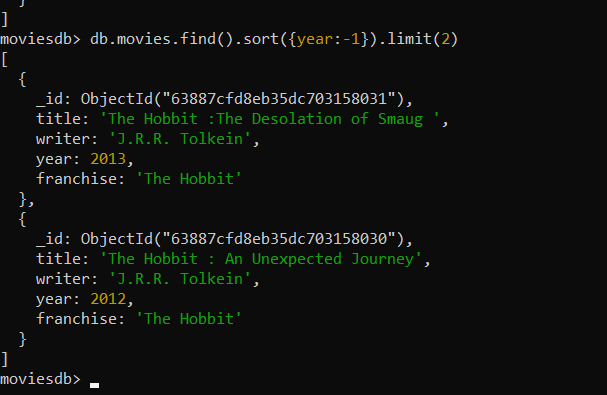 }
]
moviesdb> db.movies.find().sort({year:-1}).limit(2)
[
  {
    _id: ObjectId("63887cfd8eb35dc703158031"),
    title: 'The Hobbit :The Desolation of Smaug ',
    writer: 'J.R.R. Tolkein',
    year: 2013,
    franchise: 'The Hobbit'
  },
  {
    _id: ObjectId("63887cfd8eb35dc703158030"),
    title: 'The Hobbit : An Unexpected Journey',
    writer: 'J.R.R. Tolkein',
    year: 2012,
    franchise: 'The Hobbit'
  }
]
moviesdb>